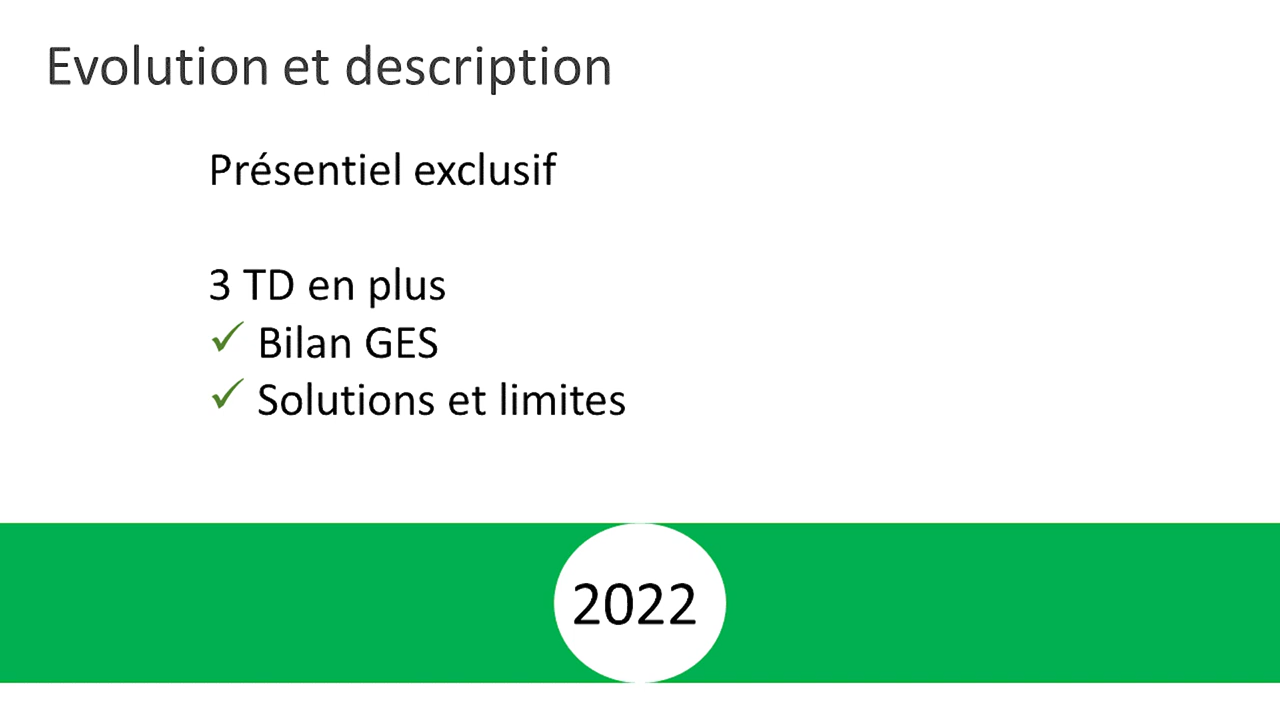 Evolution et description
Présentiel exclusif
3 TD en plus
✓ Bilan GES
✓ Solutions et limites
2022